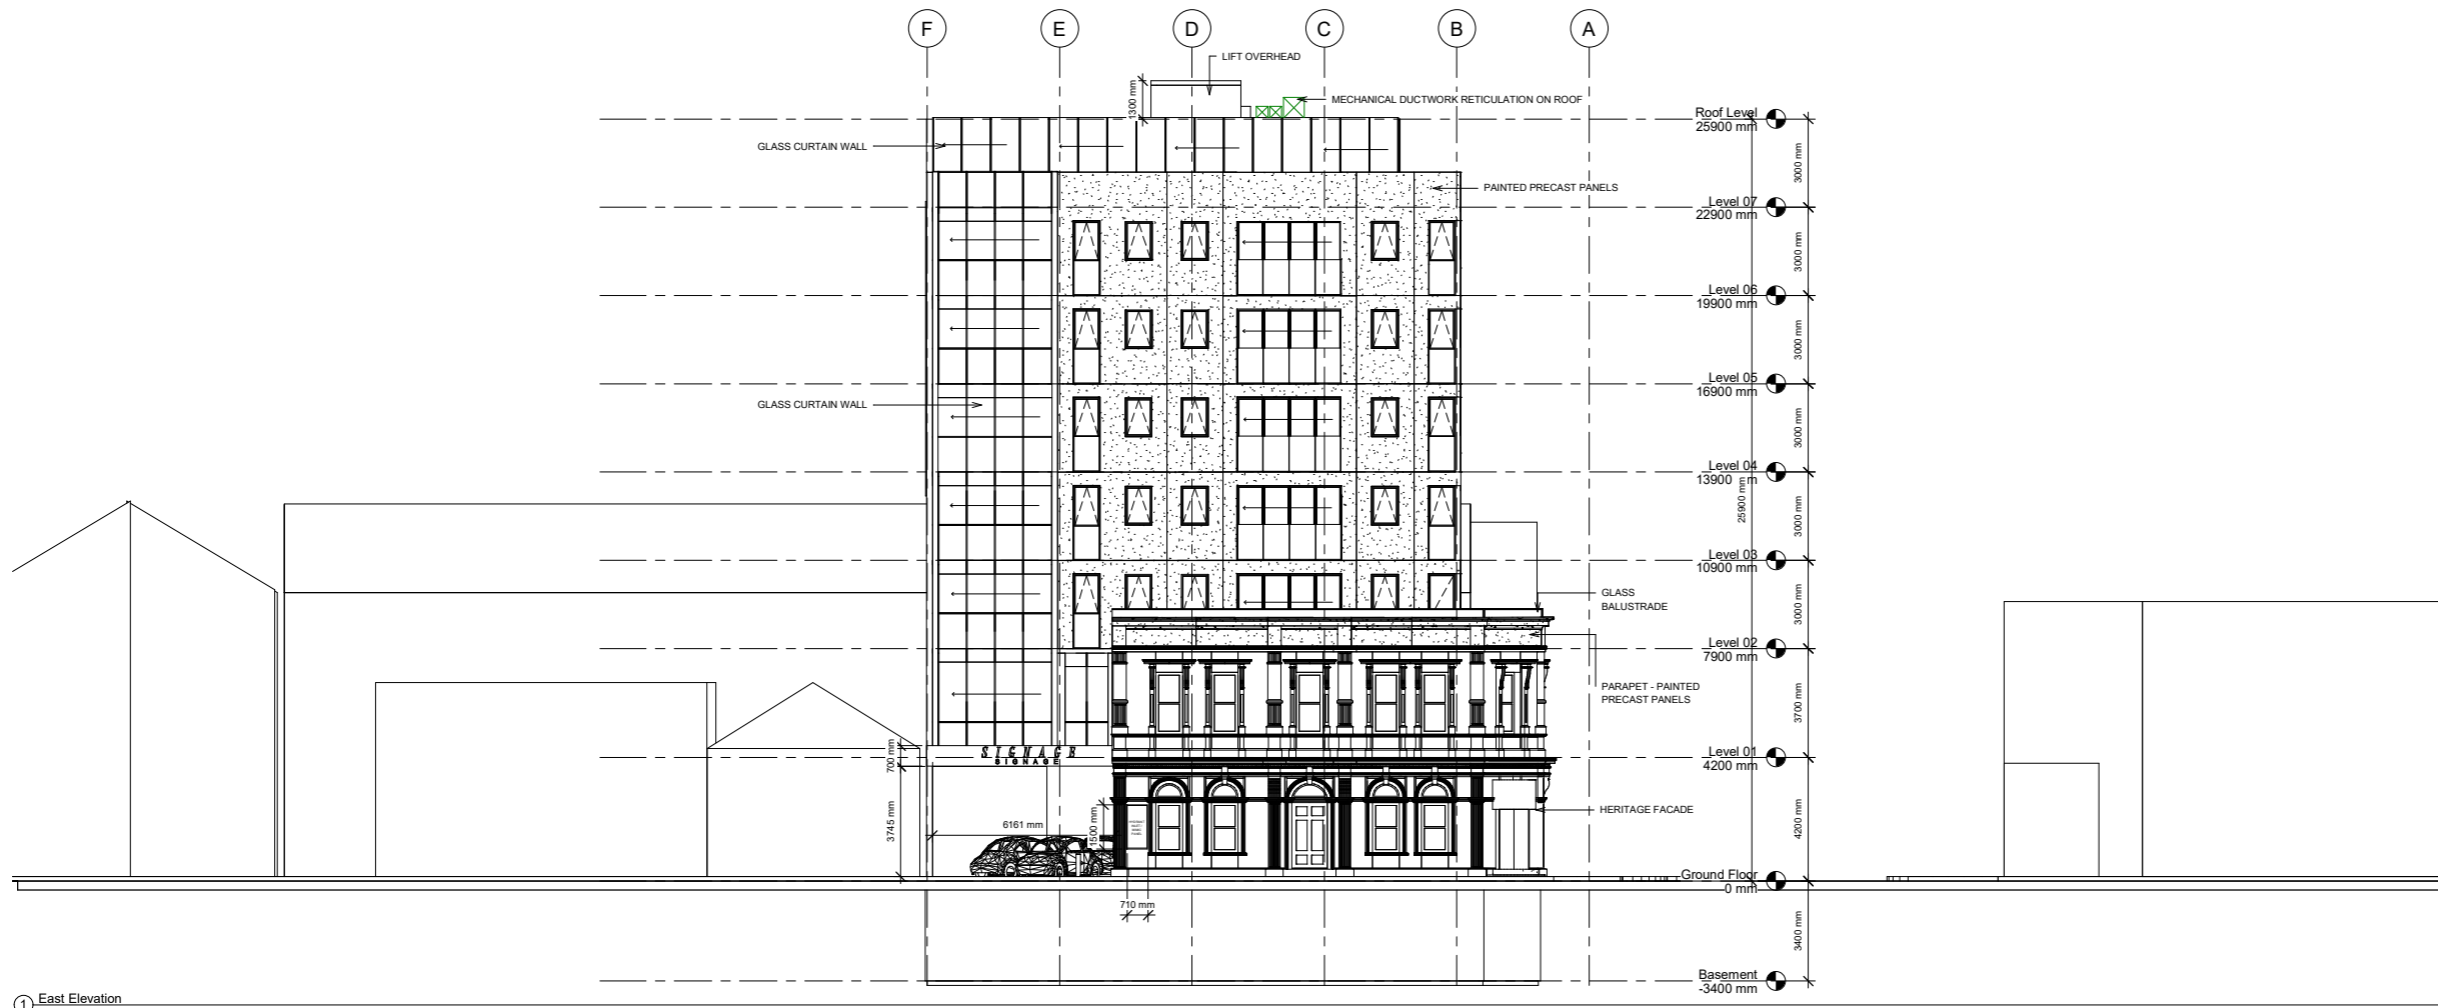 F
E
D
C
B
A
LIFT OVERHEAD
1300 mm
MECHANICAL DUCTWORK RETICULATION ON ROOF
Roof Level
25900 mm
GLASS CURTAIN WALL
3000 mm
PAINTED PRECAST PANELS
Level 07
22900 mm
3000 mm
Level 06
19900 mm
3000 mm
Level 05
16900 mm
GLASS CURTAIN WALL
3000 mm
Level 04
13900 m
25900 mm
3000 mm
Level 03
10900 mm
GLASS
BALUSTRADE
3000 mm
Level 02
7900 mm
PARAPET - PAINTED
PRECAST PANELS
3700 mm
SIGNAGE
SIGNAGE
700 mm
Level 01
4200 mm
HERITAGE FACADE
6161 mm
3745 mm
1500 mm
4200 mm
Ground Floor
0 mm
710 mm
3400 mm
Basement
-3400 mm
1
East Elevation